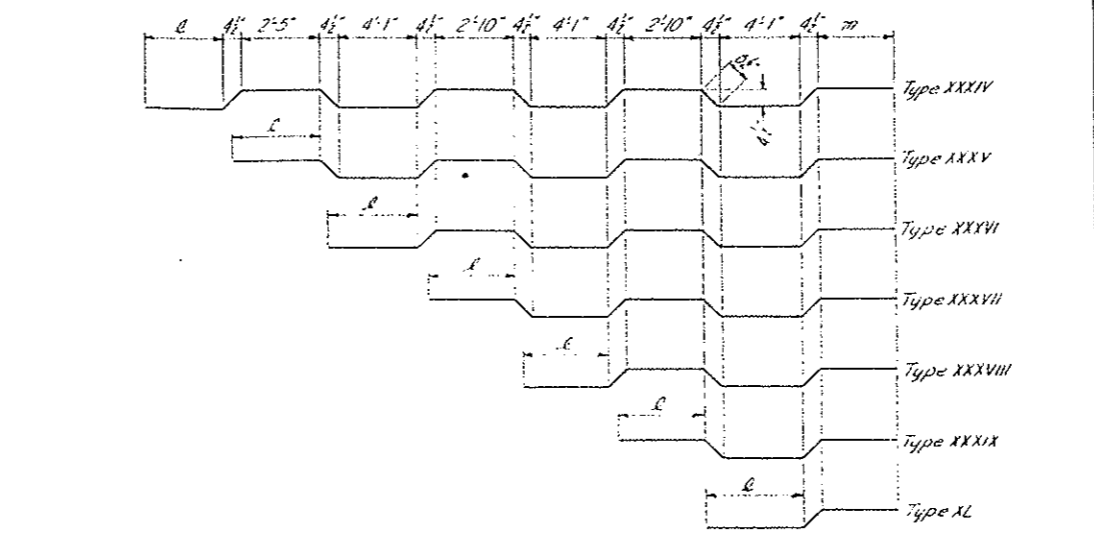 l 4½" 2'-5" 4½" 4'-1" 4½" 2'-10" 4½" 4'-1" 4½" 2'-10" 4½" 4'-1" 4½" m
Type XXXIV
4½"
l
Type XXXV
l
Type XXXVI
l
Type XXXVII
l
Type XXXVIII
l
Type XXXIX
l
Type XL